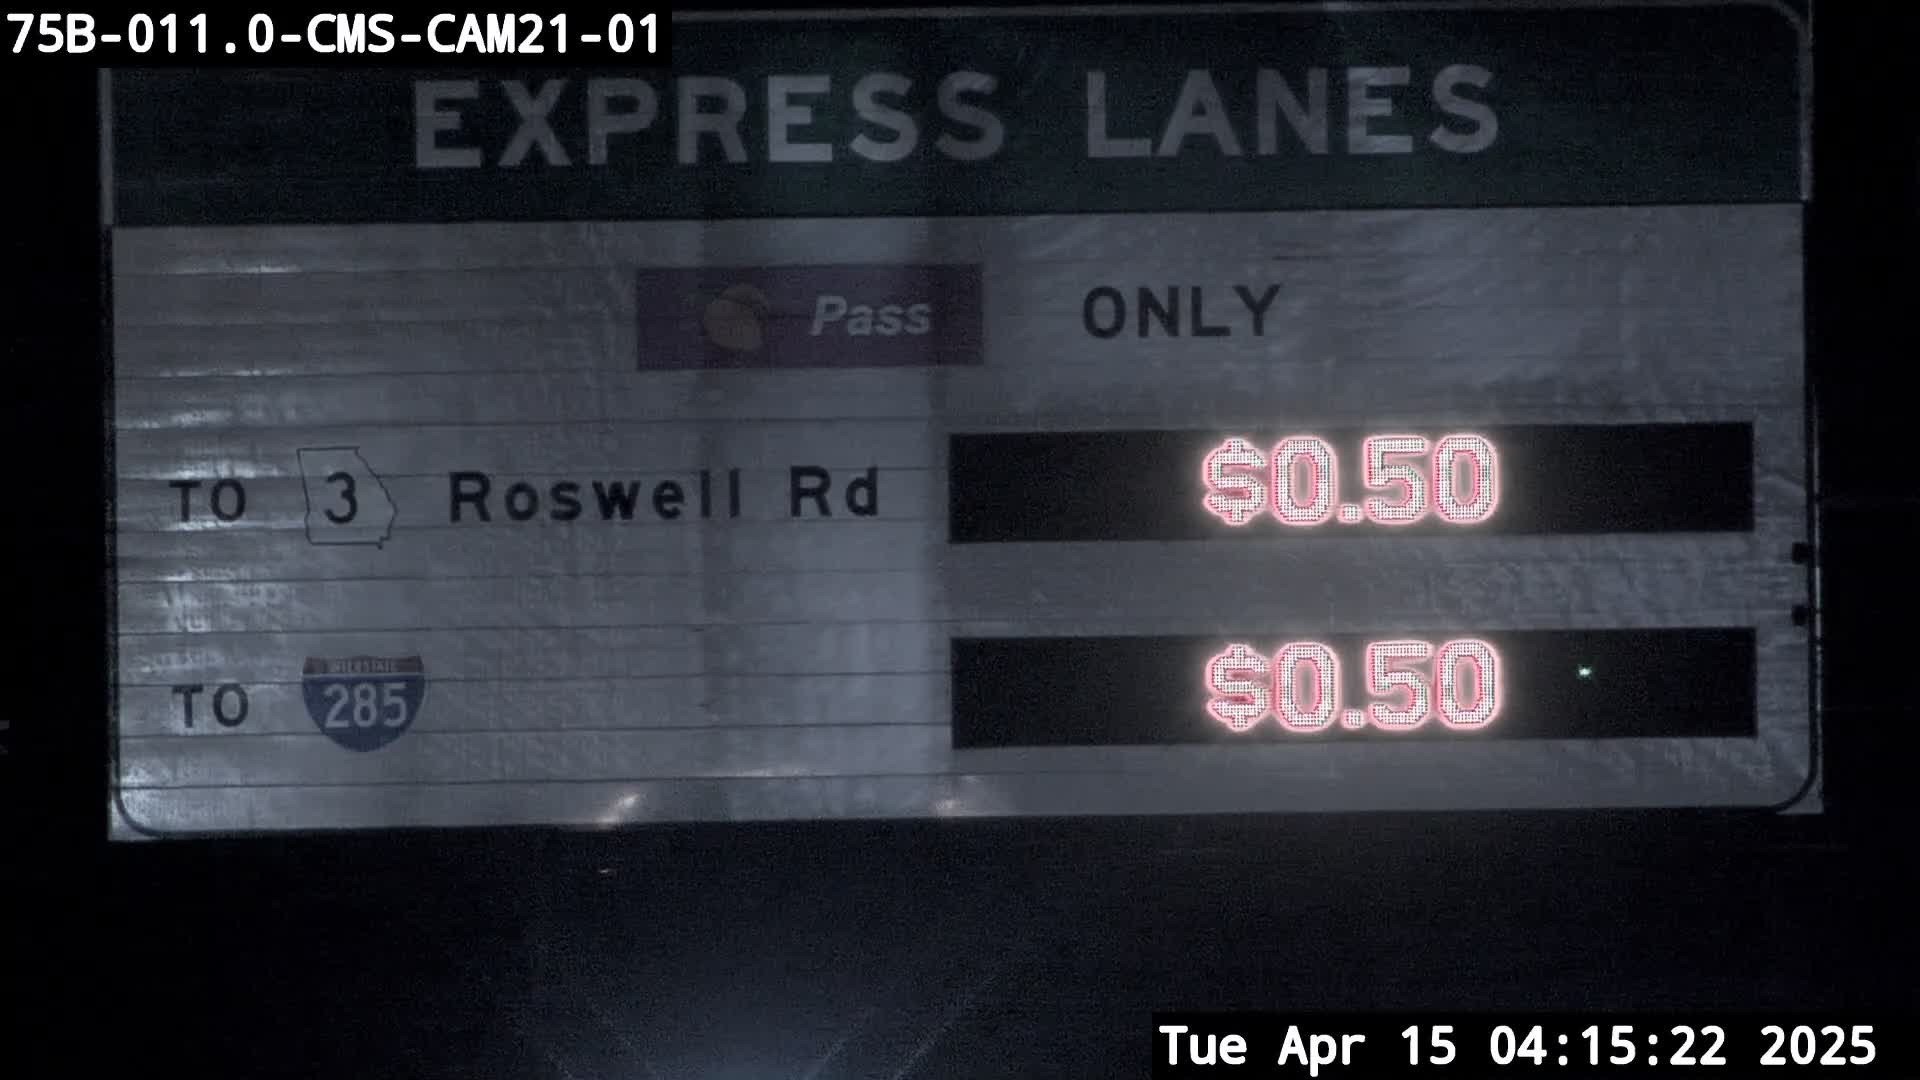 75B-011.0-CMS-CAM21-01
EXPRESS LANES
Pass ONLY
TO 3 Roswell Rd $0.50
TO INTERSTATE 285 $0.50
Tue Apr 15 04:15:22 2025